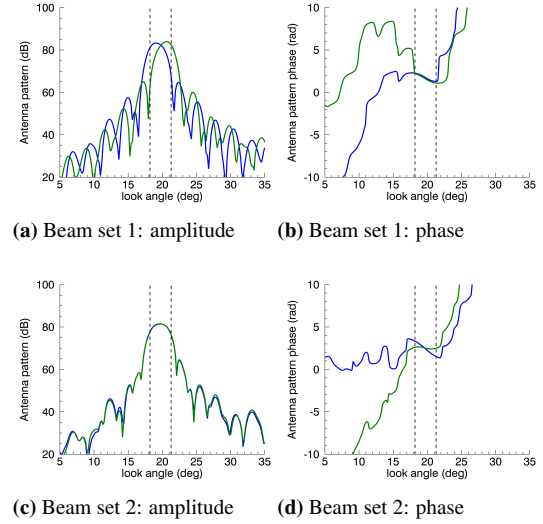 100
80
60
40
20
Antenna pattern (dB)
5 10 15 20 25 30 35
look angle (deg)
10
5
0
-5
-10
Antenna pattern phase (rad)
5 10 15 20 25 30 35
look angle (deg)
(a) Beam set 1: amplitude
(b) Beam set 1: phase
100
80
60
40
20
Antenna pattern (dB)
5 10 15 20 25 30 35
look angle (deg)
10
5
0
-5
-10
Antenna pattern phase (rad)
5 10 15 20 25 30 35
look angle (deg)
(c) Beam set 2: amplitude
(d) Beam set 2: phase